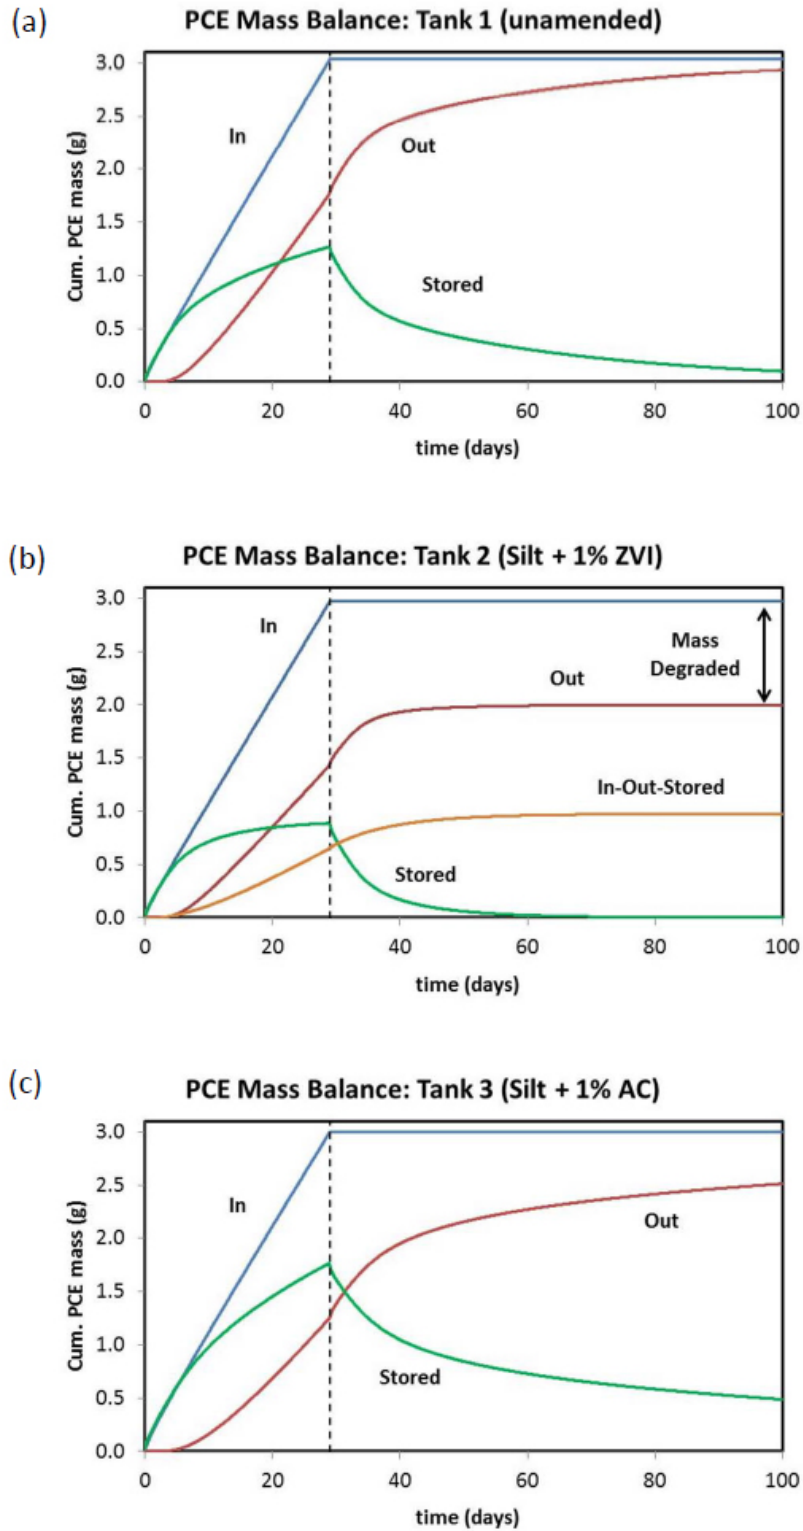 (a)
PCE Mass Balance: Tank 1 (unamended)
Cum. PCE mass (g)
3.0
2.5
2.0
1.5
1.0
0.5
0.0
In
Out
Stored
0 20 40 60 80 100
time (days)
(b)
PCE Mass Balance: Tank 2 (Silt + 1% ZVI)
Cum. PCE mass (g)
3.0
2.5
2.0
1.5
1.0
0.5
0.0
In
Mass
Degraded
Out
In-Out-Stored
Stored
0 20 40 60 80 100
time (days)
(c)
PCE Mass Balance: Tank 3 (Silt + 1% AC)
Cum. PCE mass (g)
3.0
2.5
2.0
1.5
1.0
0.5
0.0
In
Out
Stored
0 20 40 60 80 100
time (days)